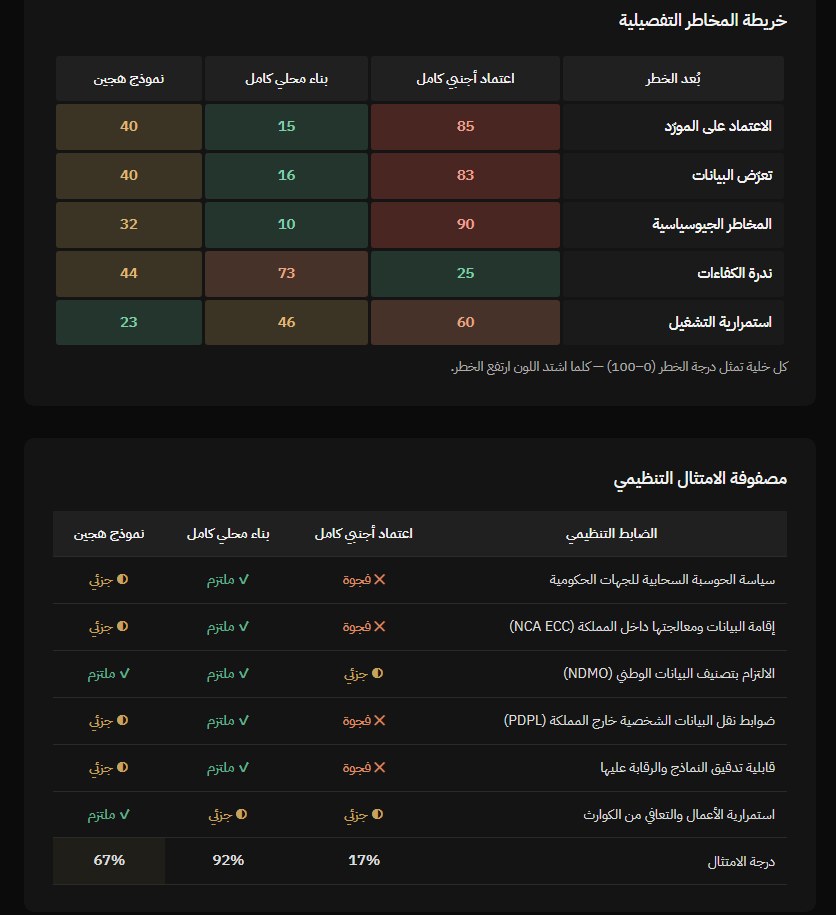 خريطة المخاطر التفصيلية
بُعد الخطر اعتماد أجنبي كامل بناء محلي كامل نموذج هجين
الاعتماد على المورّد 85 15 40
تعرّض البيانات 83 16 40
المخاطر الجيوسياسية 90 10 32
ندرة الكفاءات 25 73 44
استمرارية التشغيل 60 46 23
كل خلية تمثل درجة الخطر (0–100) — كلما اشتد اللون ارتفع الخطر.
مصفوفة الامتثال التنظيمي
الضابط التنظيمي اعتماد أجنبي كامل بناء محلي كامل نموذج هجين
سياسة الحوسبة السحابية للجهات الحكومية ✕ فجوة ✓ ملتزم ◐ جزئي
إقامة البيانات ومعالجتها داخل المملكة (NCA ECC) ✕ فجوة ✓ ملتزم ◐ جزئي
الالتزام بتصنيف البيانات الوطني (NDMO) ◐ جزئي ✓ ملتزم ✓ ملتزم
ضوابط نقل البيانات الشخصية خارج المملكة (PDPL) ✕ فجوة ✓ ملتزم ◐ جزئي
قابلية تدقيق النماذج والرقابة عليها ✕ فجوة ✓ ملتزم ◐ جزئي
استمرارية الأعمال والتعافي من الكوارث ◐ جزئي ◐ جزئي ✓ ملتزم
درجة الامتثال 17% 92% 67%